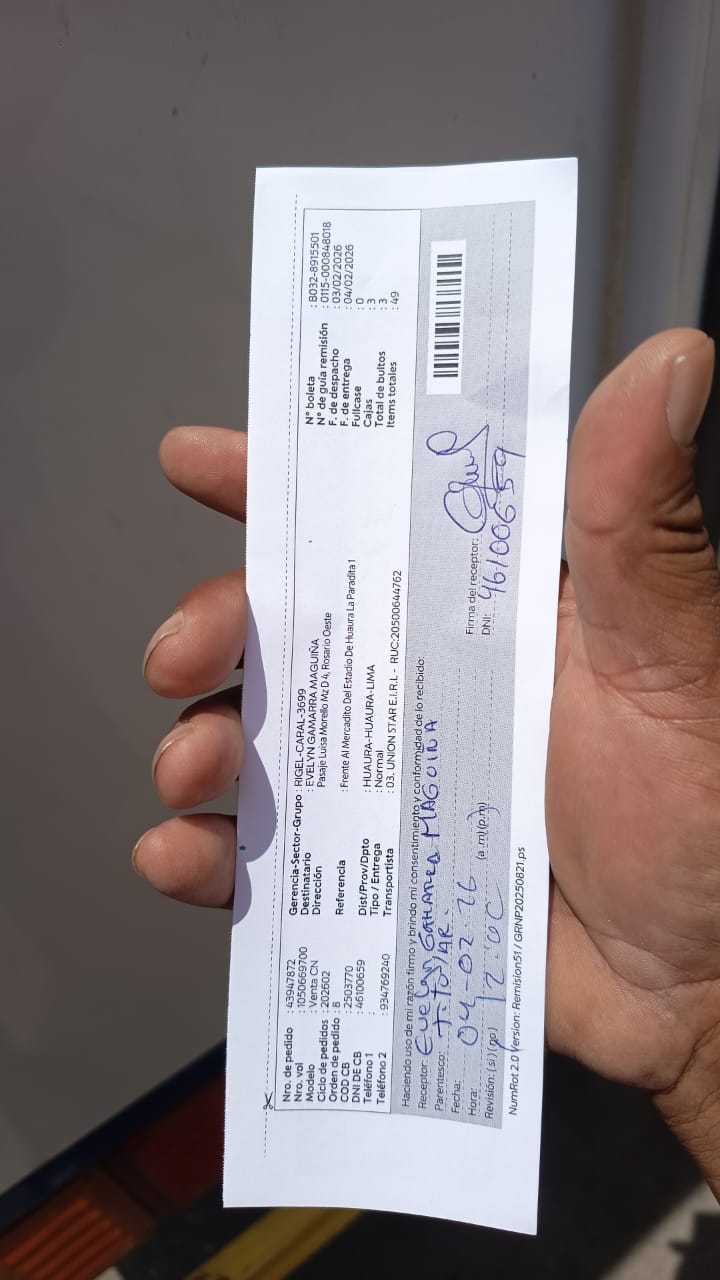 Nro. de pedido : 43947872
Nro. vol : 1050669700
Modelo : Venta CN
Ciclo de pedidos : 202602
Orden de pedido : 8
COD CB : 2503770
DNI DE CB : 46100659
Teléfono 1 :
Teléfono 2 : 934769240
Gerencia-Sector-Grupo : RIGEL-CARAL-3699
Destinatario : EVELYN GAMARRA MAGUIÑA
Dirección Pasaje Luisa Morello Mz D 4, Rosario Oeste
Referencia : Frente Al Mercadito Del Estadio De Huaura La Paradita 1
Dist/Prov/Dpto : HUAURA-HUAURA-LIMA
Tipo / Entrega : Normal
Transportista : 03. UNION STAR E.I.R.L - RUC:20500644762
N° boleta : B032-8915501
N° de guía remisión : 0115-000848018
F. de despacho : 03/02/2026
F. de entrega : 04/02/2026
Fullcase : 0
Cajas : 3
Total de bultos : 3
Items totales : 49
Haciendo uso de mi razón firmo y brindo mi consentimiento y conformidad de lo recibido:
Receptor: Evelyn GAMARRA MAGUIÑA
Parentesco: TITULAR.
Fecha: 04-02-26
Hora: (a.m)(p.m)
Revisión: (si) (no)
Firma del receptor:
DNI: 46100659
NumRot 2.0 Version: Remision51 / GRNP20250821.ps